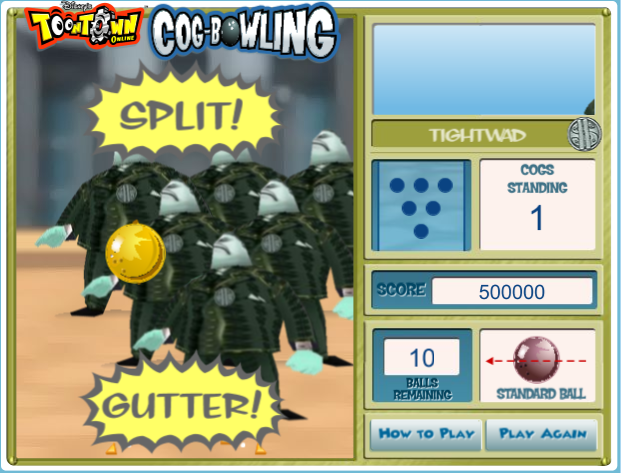 Disney's
TOONTOWN
ONLINE
COG-BOWLING
SPLIT!
GUTTER!
TIGHTWAD
COGS
STANDING
1
SCORE 500000
10
BALLS
REMAINING
STANDARD BALL
HOW TO PLAY PLAY AGAIN